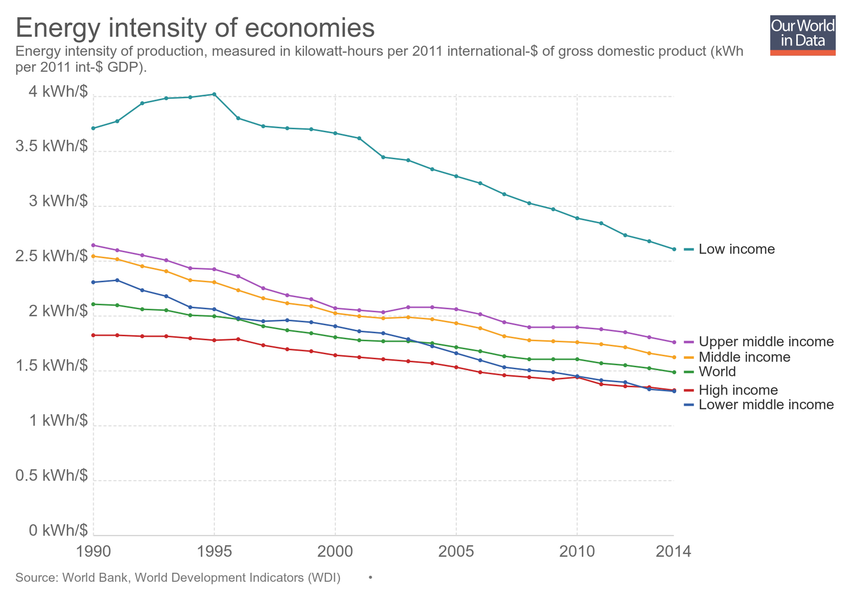 Energy intensity of economies
Energy intensity of production, measured in kilowatt-hours per 2011 international-$ of gross domestic product (kWh
per 2011 int-$ GDP).
Our World
in Data
4 kWh/$
3.5 kWh/$
3 kWh/$
2.5 kWh/$
2 kWh/$
1.5 kWh/$
1 kWh/$
0.5 kWh/$
0 kWh/$
1990
1995
2000
2005
2010
2014
Low income
Upper middle income
Middle income
World
High income
Lower middle income
Source: World Bank, World Development Indicators (WDI) •